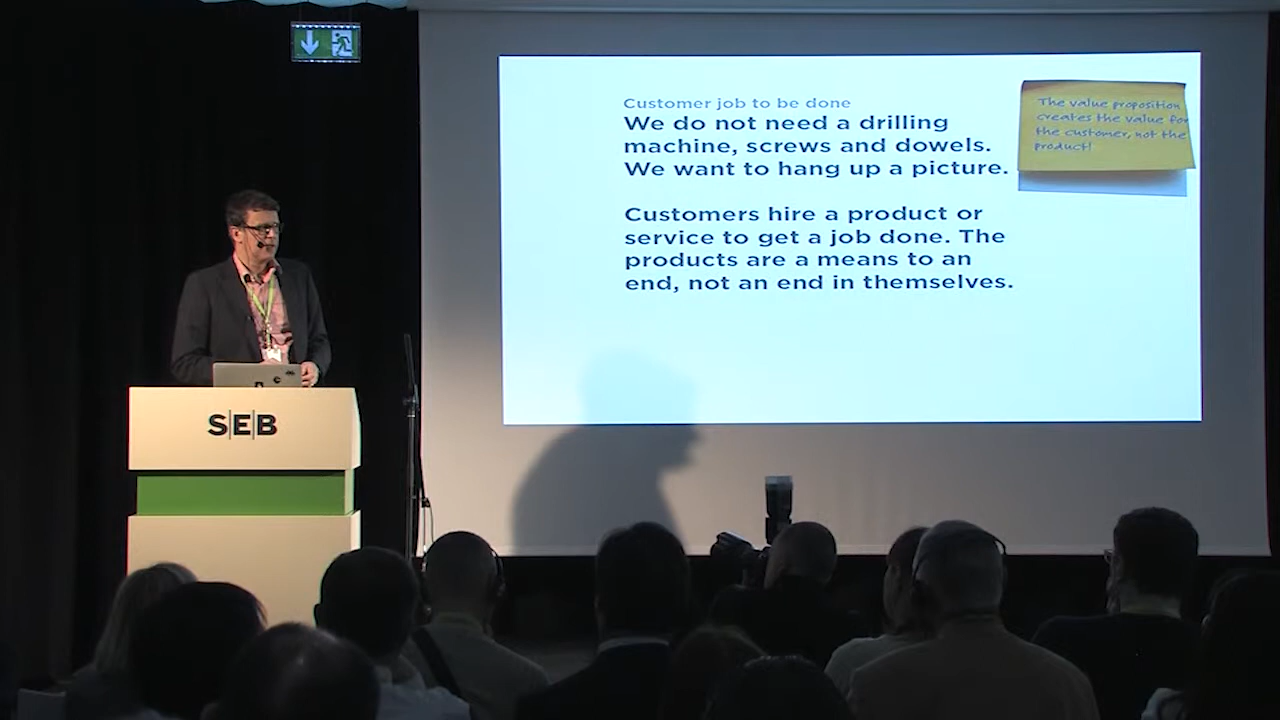 Customer job to be done
We do not need a drilling
machine, screws and dowels.
We want to hang up a picture.
Customers hire a product or
service to get a job done. The
products are a means to an
end, not an end in themselves.
The value proposition
creates the value for
the customer, not the
product!
SEB